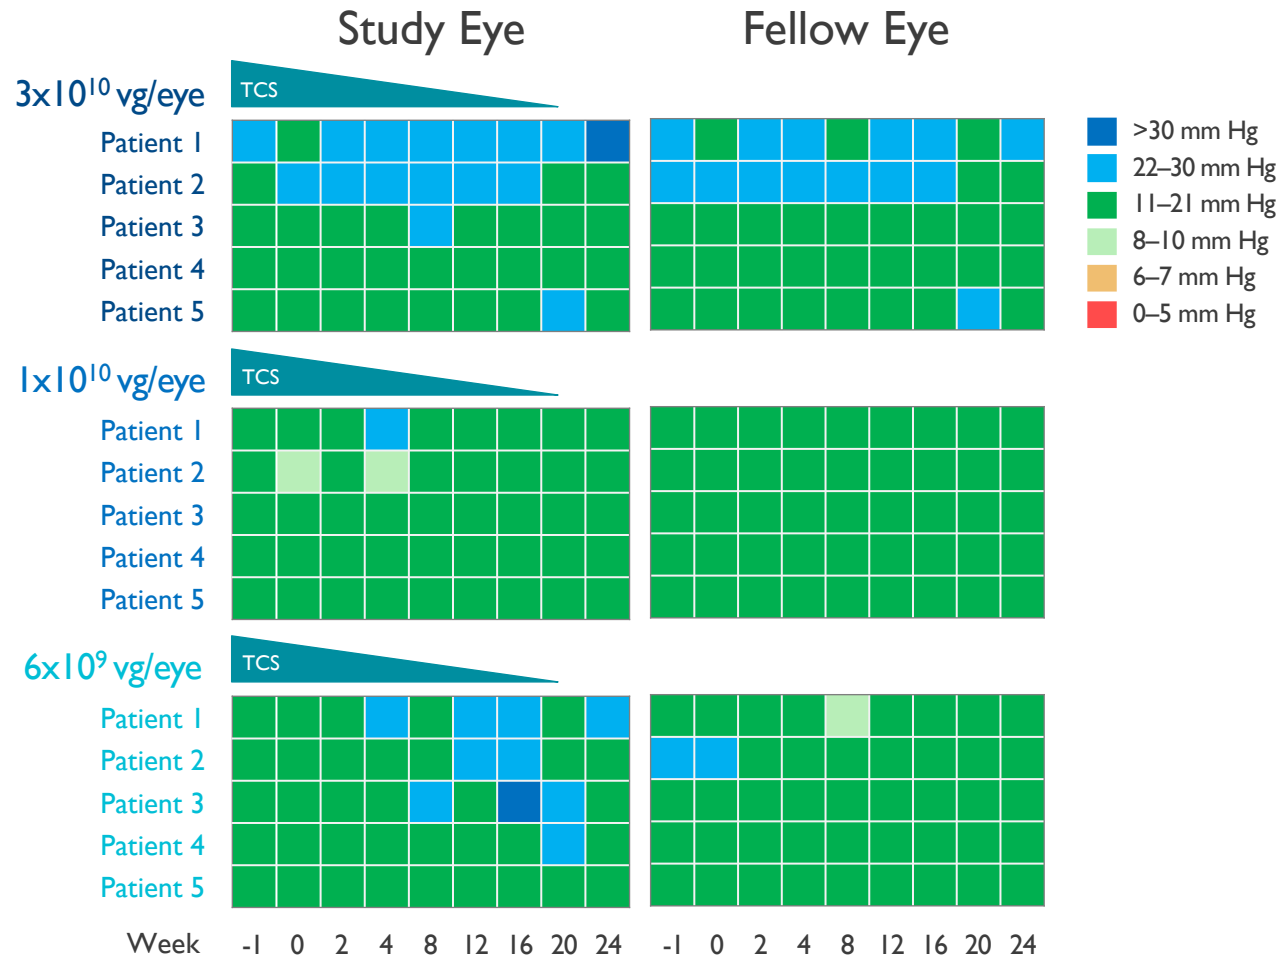 Study Eye
Fellow Eye
3x10¹⁰ vg/eye
TCS
Patient 1
Patient 2
Patient 3
Patient 4
Patient 5
>30 mm Hg
22–30 mm Hg
11–21 mm Hg
8–10 mm Hg
6–7 mm Hg
0–5 mm Hg
1x10¹⁰ vg/eye
TCS
Patient 1
Patient 2
Patient 3
Patient 4
Patient 5
6x10⁹ vg/eye
TCS
Patient 1
Patient 2
Patient 3
Patient 4
Patient 5
Week -1 0 2 4 8 12 16 20 24 -1 0 2 4 8 12 16 20 24